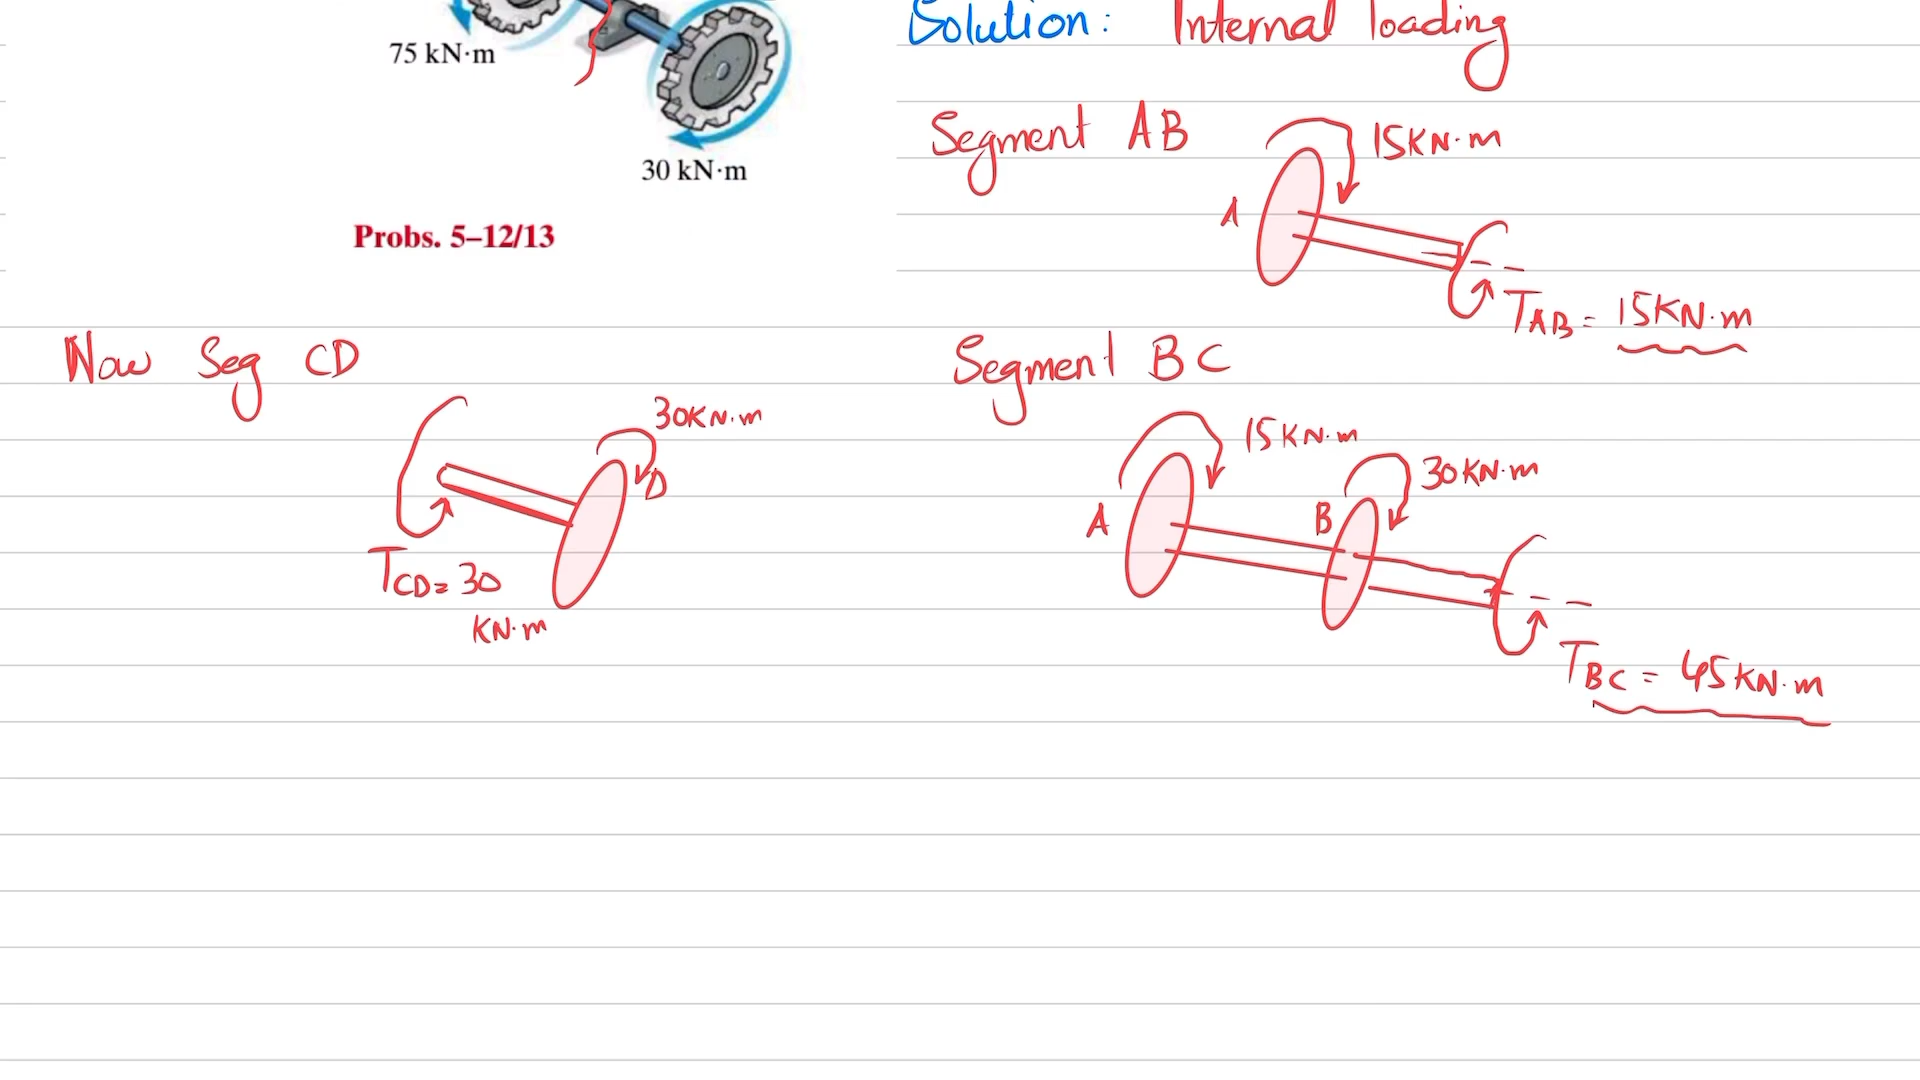 75 kN·m
30 kN·m
Probs. 5–12/13
Solution: Internal loading
Segment AB
15KN·m
A
TAB = 15KN·m
Now Seg CD
30KN·m
D
TCD = 30
KN·m
Segment BC
15KN·m
30KN·m
A
B
TBC = 45KN·m